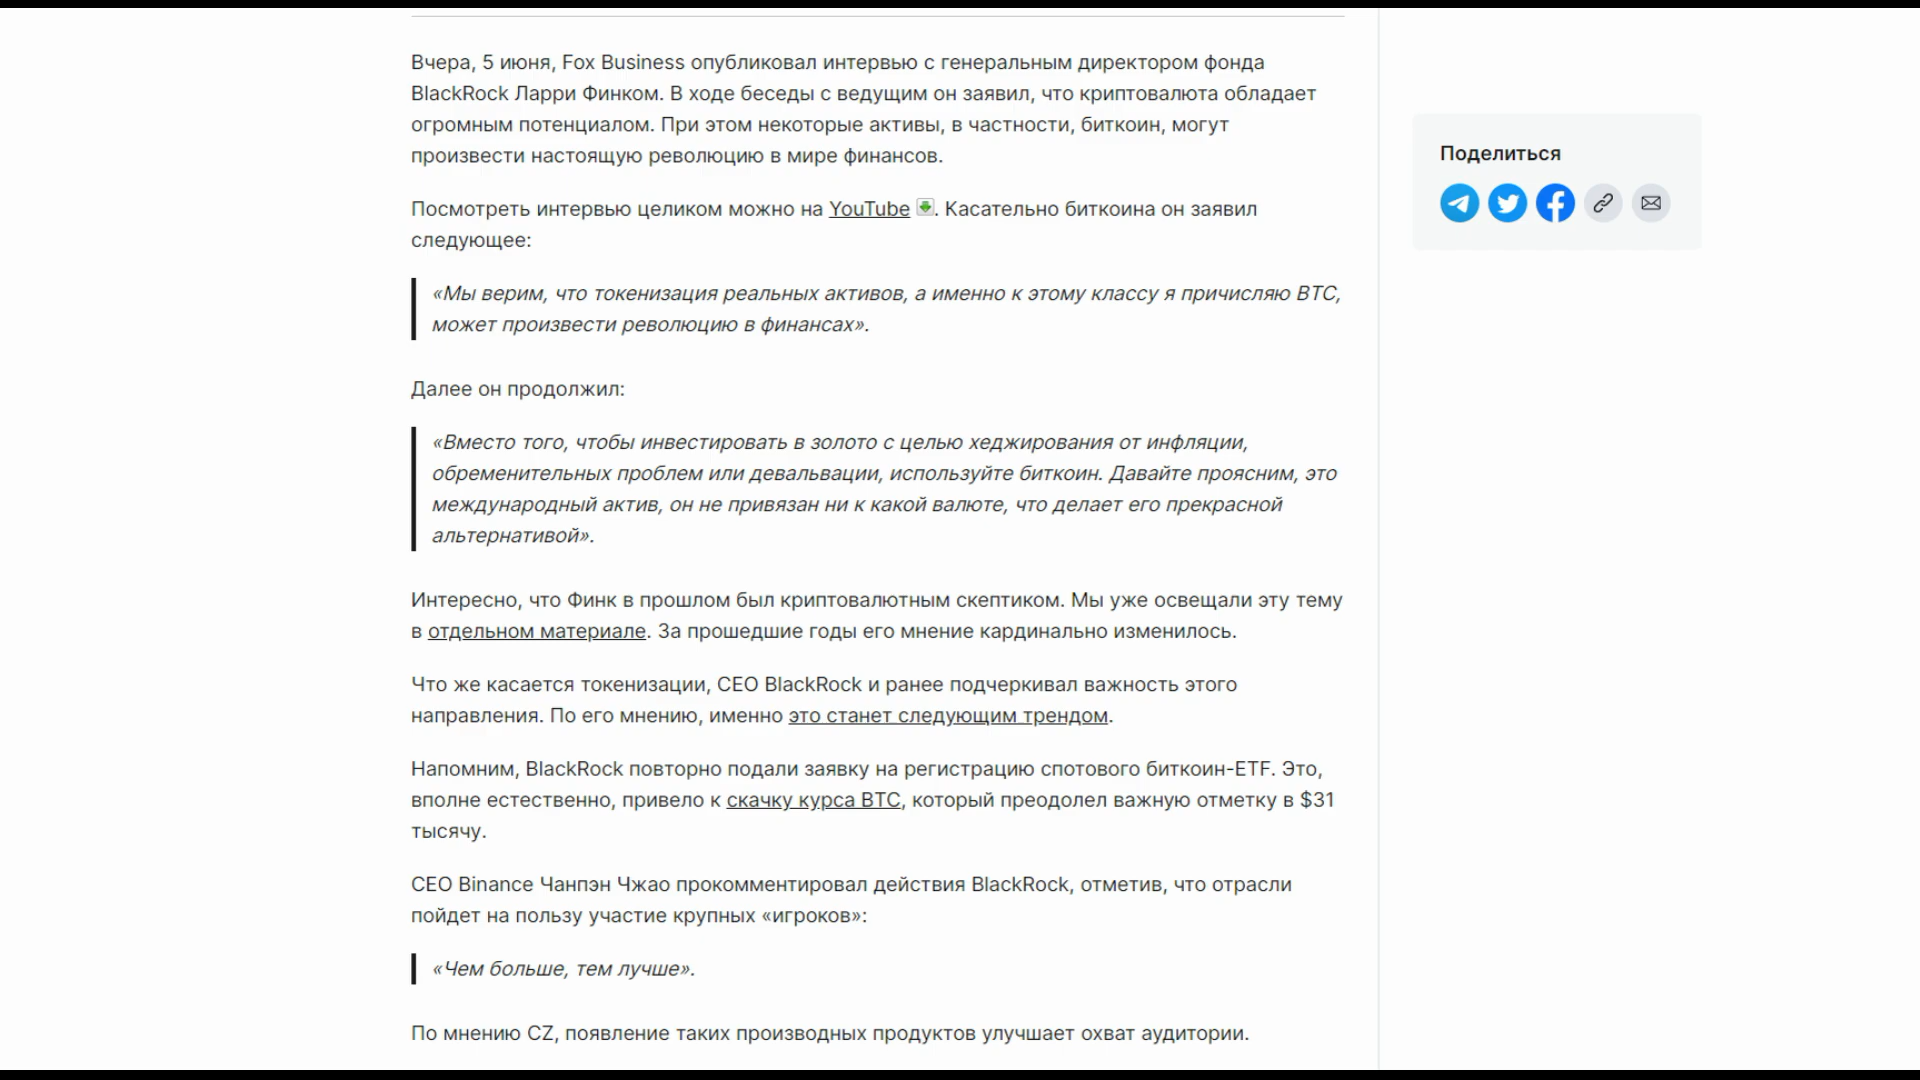 Вчера, 5 июня, Fox Business опубликовал интервью с генеральным директором фонда
BlackRock Ларри Финком. В ходе беседы с ведущим он заявил, что криптовалюта обладает
огромным потенциалом. При этом некоторые активы, в частности, биткоин, могут
произвести настоящую революцию в мире финансов.
Посмотреть интервью целиком можно на YouTube. Касательно биткоина он заявил
следующее:
«Мы верим, что токенизация реальных активов, а именно к этому классу я причисляю BTC,
может произвести революцию в финансах».
Далее он продолжил:
«Вместо того, чтобы инвестировать в золото с целью хеджирования от инфляции,
обременительных проблем или девальвации, используйте биткоин. Давайте проясним, это
международный актив, он не привязан ни к какой валюте, что делает его прекрасной
альтернативой».
Интересно, что Финк в прошлом был криптовалютным скептиком. Мы уже освещали эту тему
в отдельном материале. За прошедшие годы его мнение кардинально изменилось.
Что же касается токенизации, CEO BlackRock и ранее подчеркивал важность этого
направления. По его мнению, именно это станет следующим трендом.
Напомним, BlackRock повторно подали заявку на регистрацию спотового биткоин-ETF. Это,
вполне естественно, привело к скачку курса BTC, который преодолел важную отметку в $31
тысячу.
CEO Binance Чанпэн Чжао прокомментировал действия BlackRock, отметив, что отрасли
пойдет на пользу участие крупных «игроков»:
«Чем больше, тем лучше».
По мнению CZ, появление таких производных продуктов улучшает охват аудитории.
Поделиться